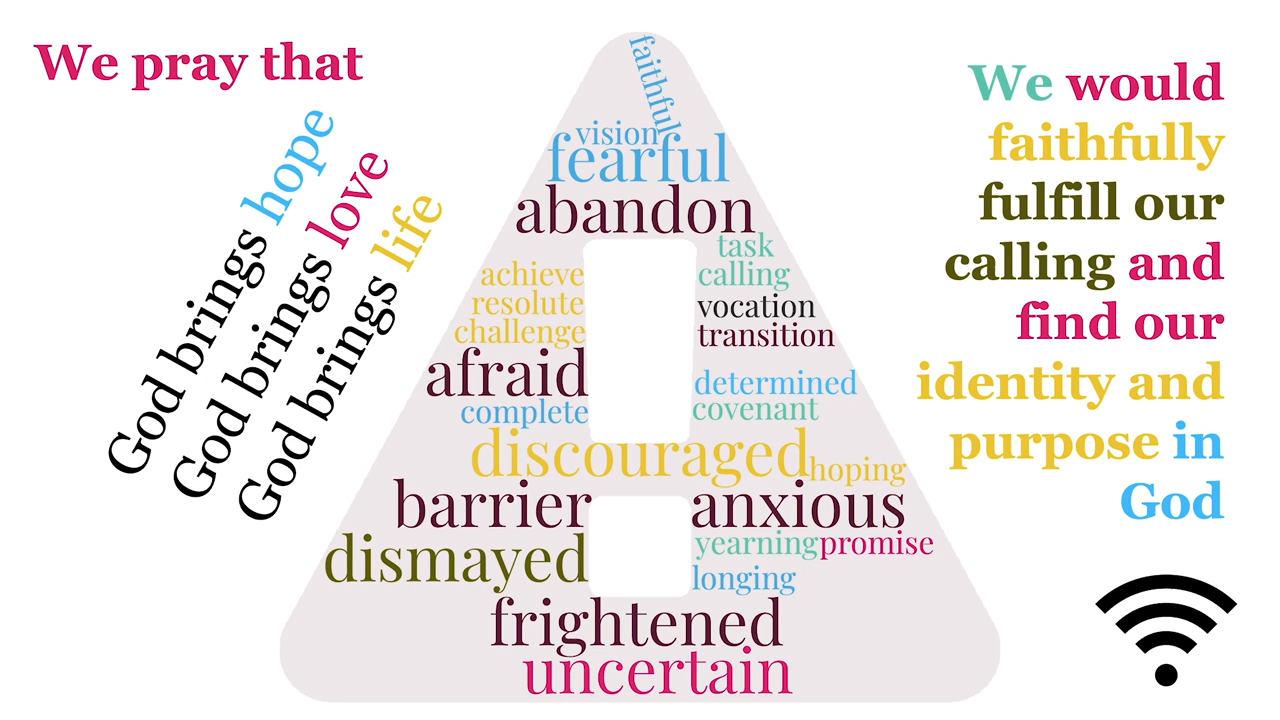 We pray that
God brings hope
God brings love
God brings life
faithful
vision
fearful
abandon
task
achieve calling
resolute vocation
challenge transition
afraid determined
complete covenant
discouraged hoping
barrier anxious
dismayed yearning promise
longing
frightened
uncertain
We would
faithfully
fulfill our
calling and
find our
identity and
purpose in
God